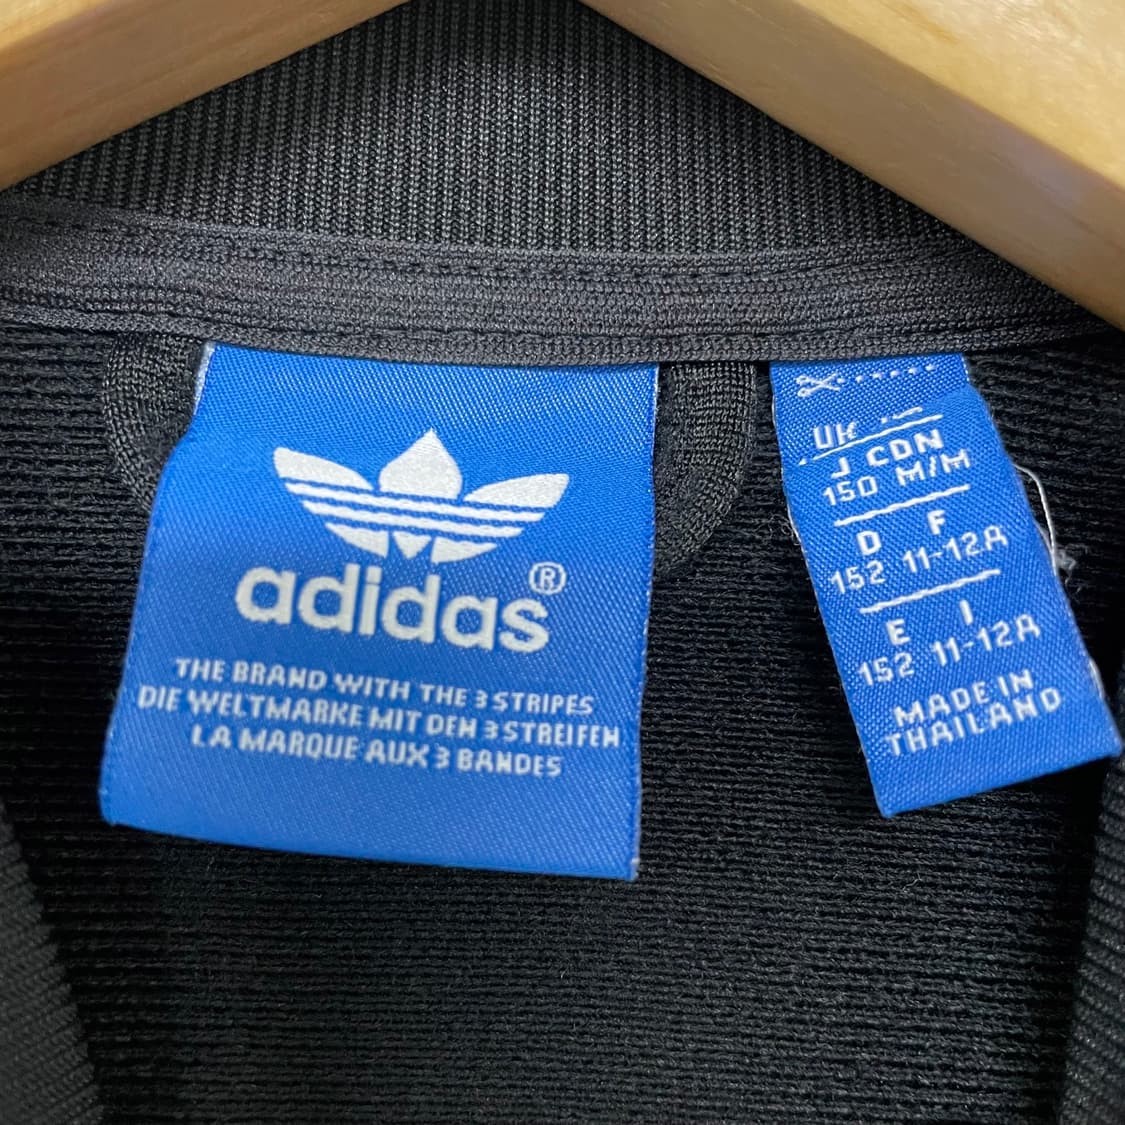 adidas®
THE BRAND WITH THE 3 STRIPES
DIE WELTMARKE MIT DEN 3 STREIFEN
LA MARQUE AUX 3 BANDES
UK
J CDN
150 M/M
D F
152 11-12A
E I
152 11-12A
MADE IN
THAILAND